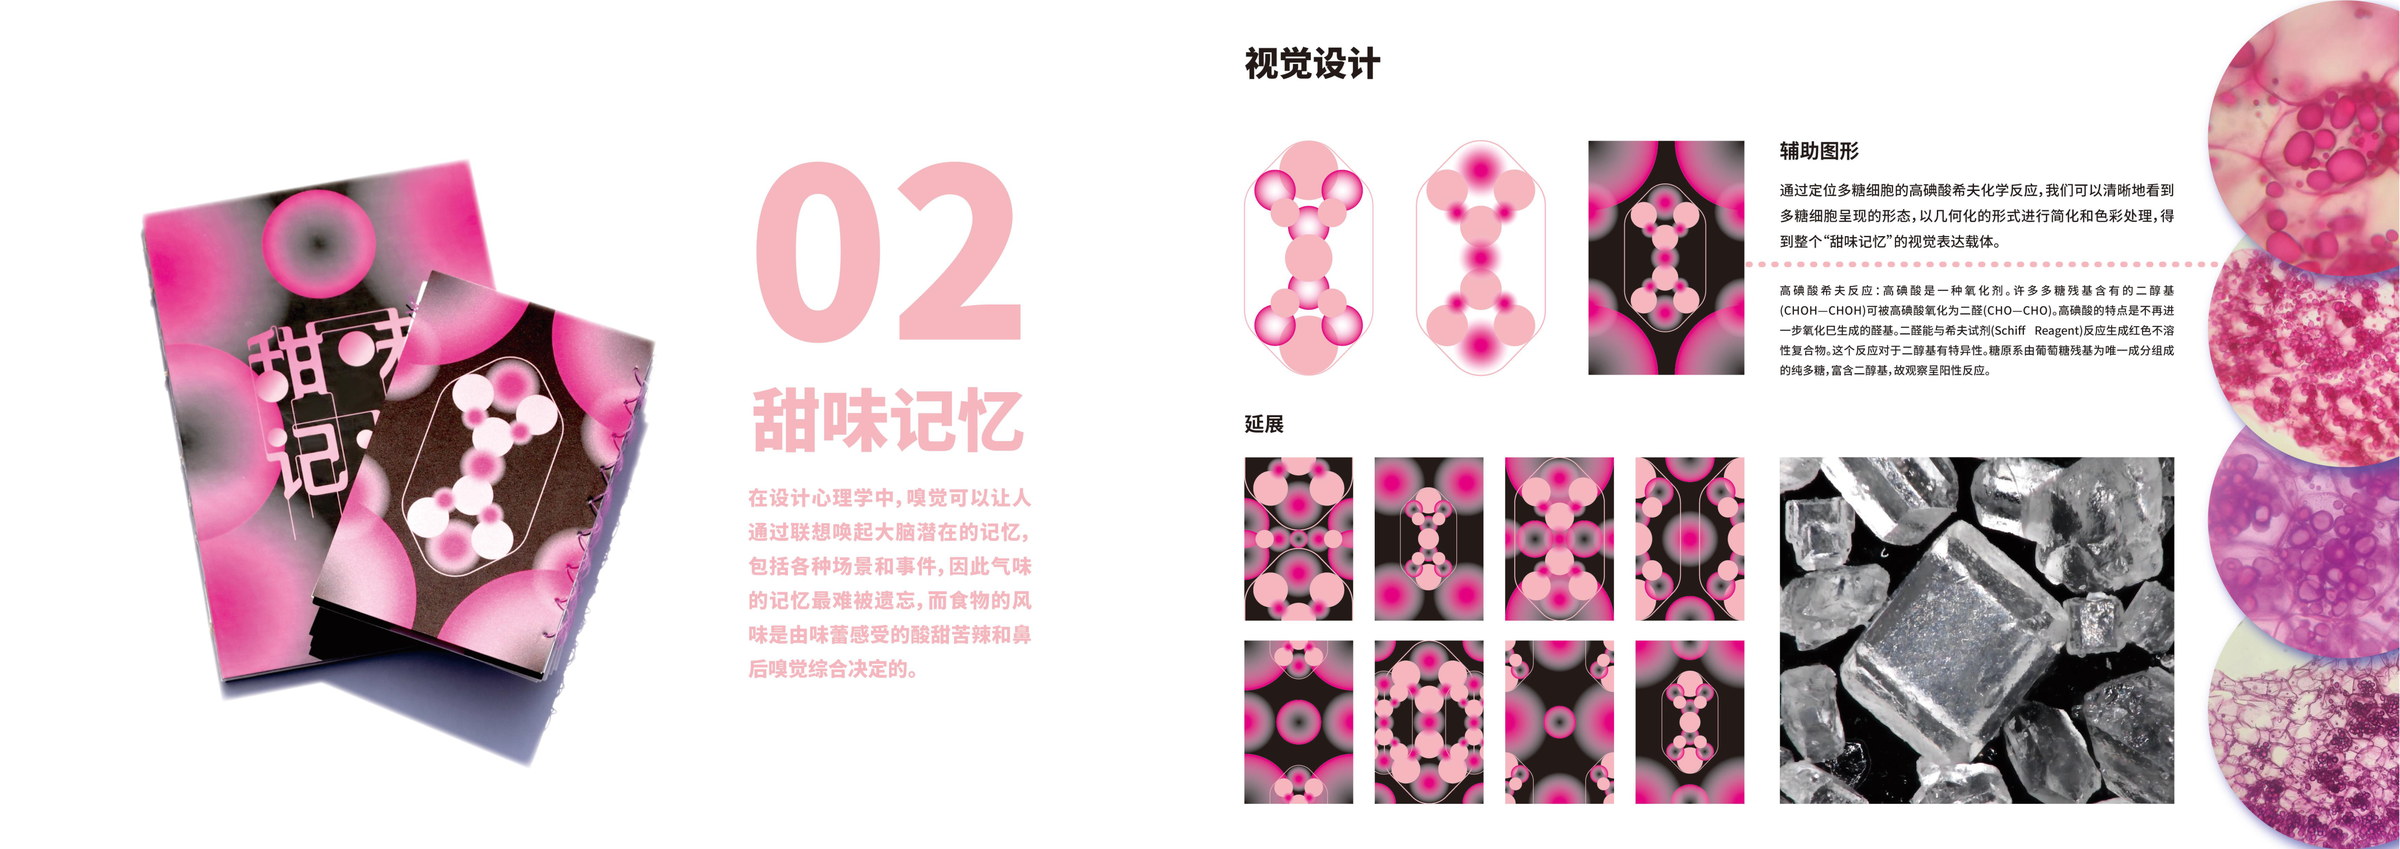 甜味
记
02
甜味记忆
在设计心理学中，嗅觉可以让人
通过联想唤起大脑潜在的记忆，
包括各种场景和事件，因此气味
的记忆最难被遗忘，而食物的风
味是由味蕾感受的酸甜苦辣和鼻
后嗅觉综合决定的。
视觉设计
辅助图形
通过定位多糖细胞的高碘酸希夫化学反应，我们可以清晰地看到
多糖细胞呈现的形态，以几何化的形式进行简化和色彩处理，得
到整个“甜味记忆”的视觉表达载体。
高碘酸希夫反应：高碘酸是一种氧化剂。许多多糖残基含有的二醇基
(CHOH—CHOH)可被高碘酸氧化为二醛(CHO—CHO)。高碘酸的特点是不再进
一步氧化巳生成的醛基。二醛能与希夫试剂(Schiff Reagent)反应生成红色不溶
性复合物。这个反应对于二醇基有特异性。糖原系由葡萄糖残基为唯一成分组成
的纯多糖，富含二醇基，故观察呈阳性反应。
延展